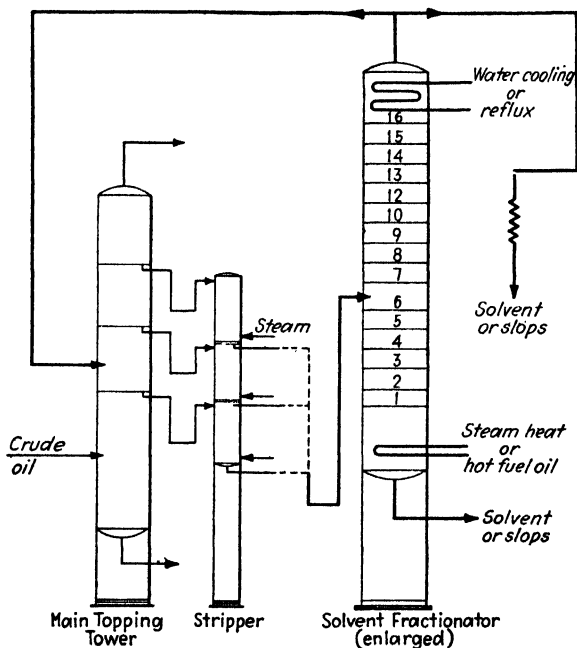 Water cooling
or
reflux
16
15
14
13
12
10
9
8
7
6
5
4
3
2
1
Steam
Solvent
or slops
Crude
oil
Steam heat
or
hot fuel oil
Solvent
or slops
Main Topping
Tower
Stripper
Solvent Fractionator
(enlarged)